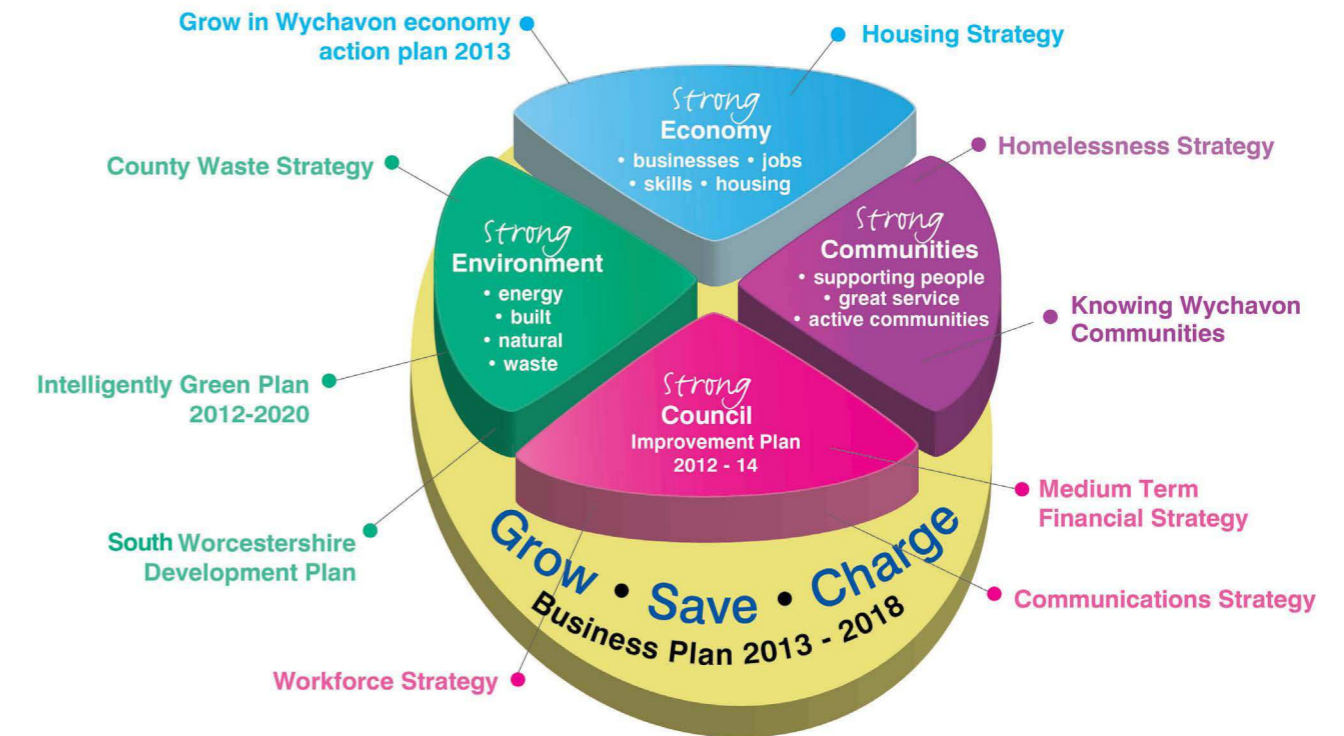 Grow in Wychavon economy
action plan 2013
Housing Strategy
Strong
Economy
• businesses • jobs
• skills • housing
County Waste Strategy
Homelessness Strategy
Strong
Environment
• energy
• built
• natural
• waste
Strong
Communities
• supporting people
• great service
• active communities
Knowing Wychavon
Communities
Intelligently Green Plan
2012-2020
Strong
Council
Improvement Plan
2012 - 14
Medium Term
Financial Strategy
South Worcestershire
Development Plan
Grow • Save • Charge
Business Plan 2013 - 2018
Communications Strategy
Workforce Strategy